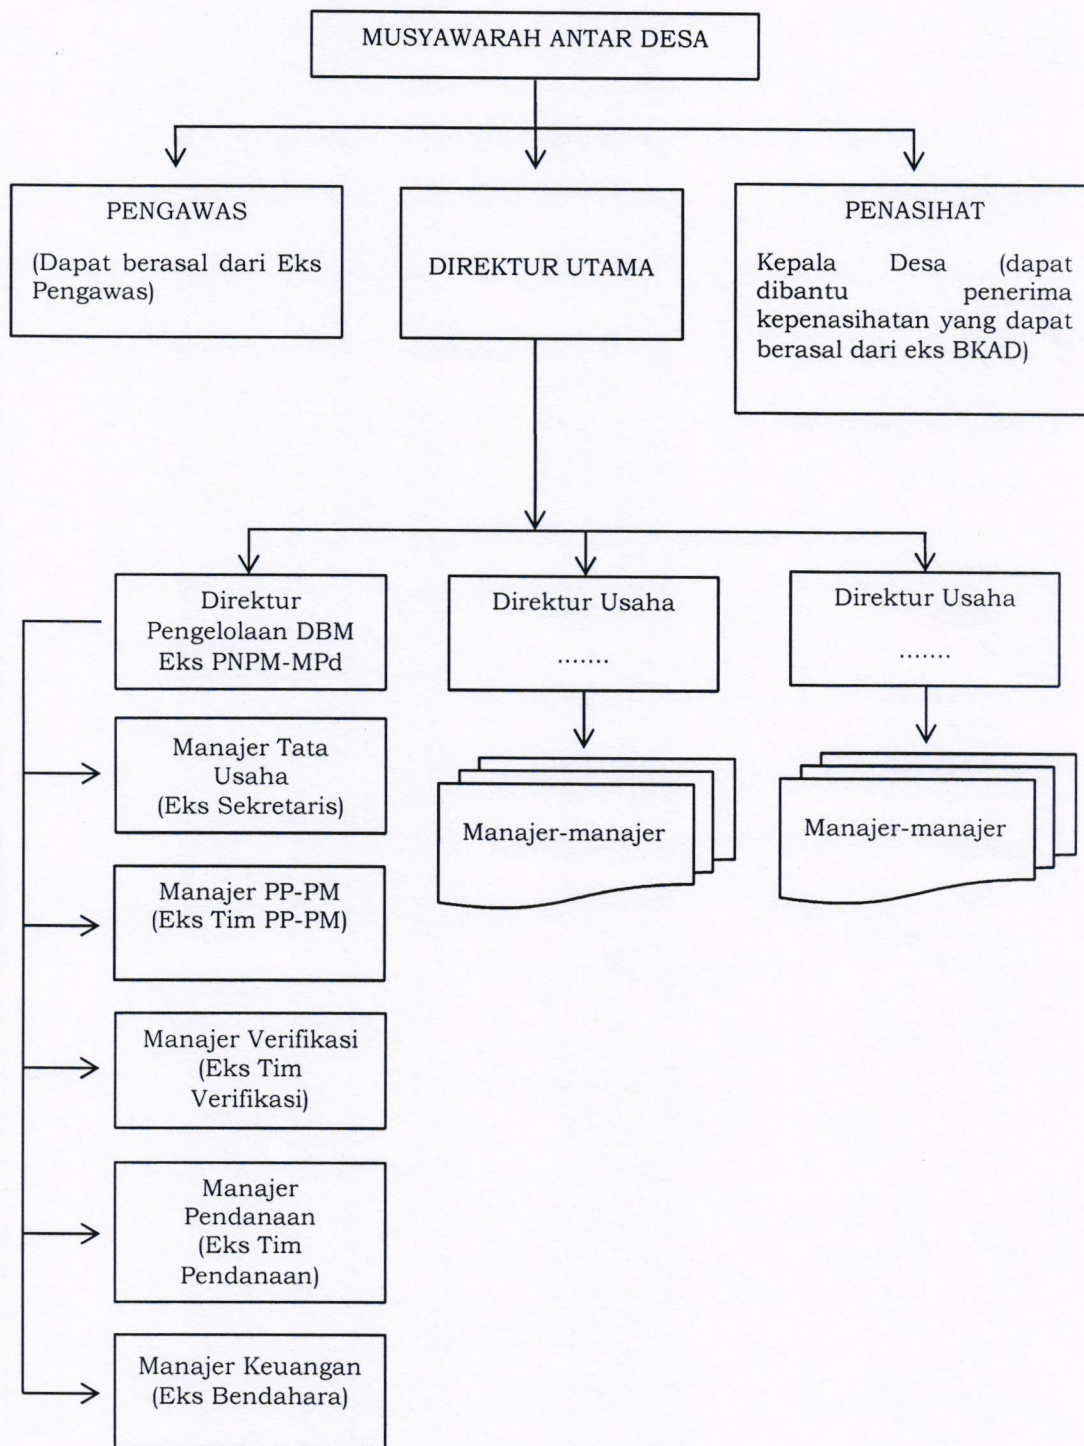 MUSYAWARAH ANTAR DESA
PENGAWAS
(Dapat berasal dari Eks
Pengawas)
DIREKTUR UTAMA
PENASIHAT
Kepala Desa (dapat
dibantu penerima
kepenasihatan yang dapat
berasal dari eks BKAD)
Direktur
Pengelolaan DBM
Eks PNPM-MPd
Direktur Usaha
.......
Direktur Usaha
.......
Manajer Tata
Usaha
(Eks Sekretaris)
Manajer-manajer
Manajer-manajer
Manajer PP-PM
(Eks Tim PP-PM)
Manajer Verifikasi
(Eks Tim
Verifikasi)
Manajer
Pendanaan
(Eks Tim
Pendanaan)
Manajer Keuangan
(Eks Bendahara)